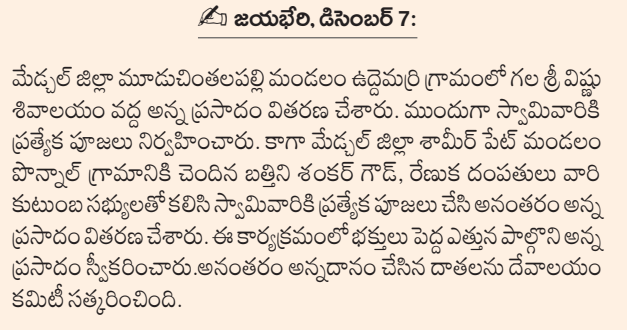 ✍ జయభేరి, డిసెంబర్ 7:
మేడ్చల్ జిల్లా మూడుచింతలపల్లి మండలం ఉద్దెమర్రి గ్రామంలో గల శ్రీ విష్ణు
శివాలయం వద్ద అన్న ప్రసాదం వితరణ చేశారు. ముందుగా స్వామివారికి
ప్రత్యేక పూజలు నిర్వహించారు. కాగా మేడ్చల్ జిల్లా శామీర్ పేట్ మండలం
పొన్నాల్ గ్రామానికి చెందిన బత్తిని శంకర్ గౌడ్, రేణుక దంపతులు వారి
కుటుంబ సభ్యులతో కలిసి స్వామివారికి ప్రత్యేక పూజలు చేసి అనంతరం అన్న
ప్రసాదం వితరణ చేశారు. ఈ కార్యక్రమంలో భక్తులు పెద్ద ఎత్తున పాల్గొని అన్న
ప్రసాదం స్వీకరించారు.అనంతరం అన్నదానం చేసిన దాతలను దేవాలయం
కమిటీ సత్కరించింది.